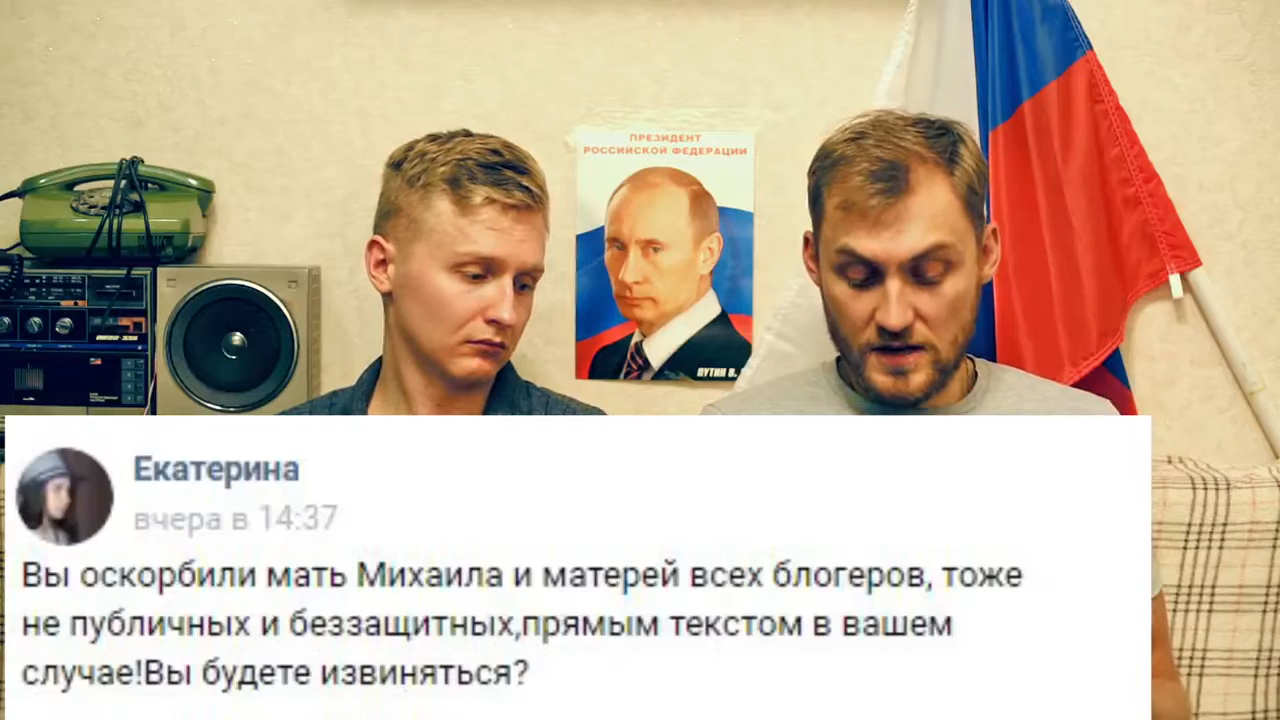 ПРЕЗИДЕНТ
РОССИЙСКОЙ ФЕДЕРАЦИИ
ПУТИН В.
Екатерина
вчера в 14:37
Вы оскорбили мать Михаила и матерей всех блогеров, тоже
не публичных и беззащитных,прямым текстом в вашем
случае!Вы будете извиняться?